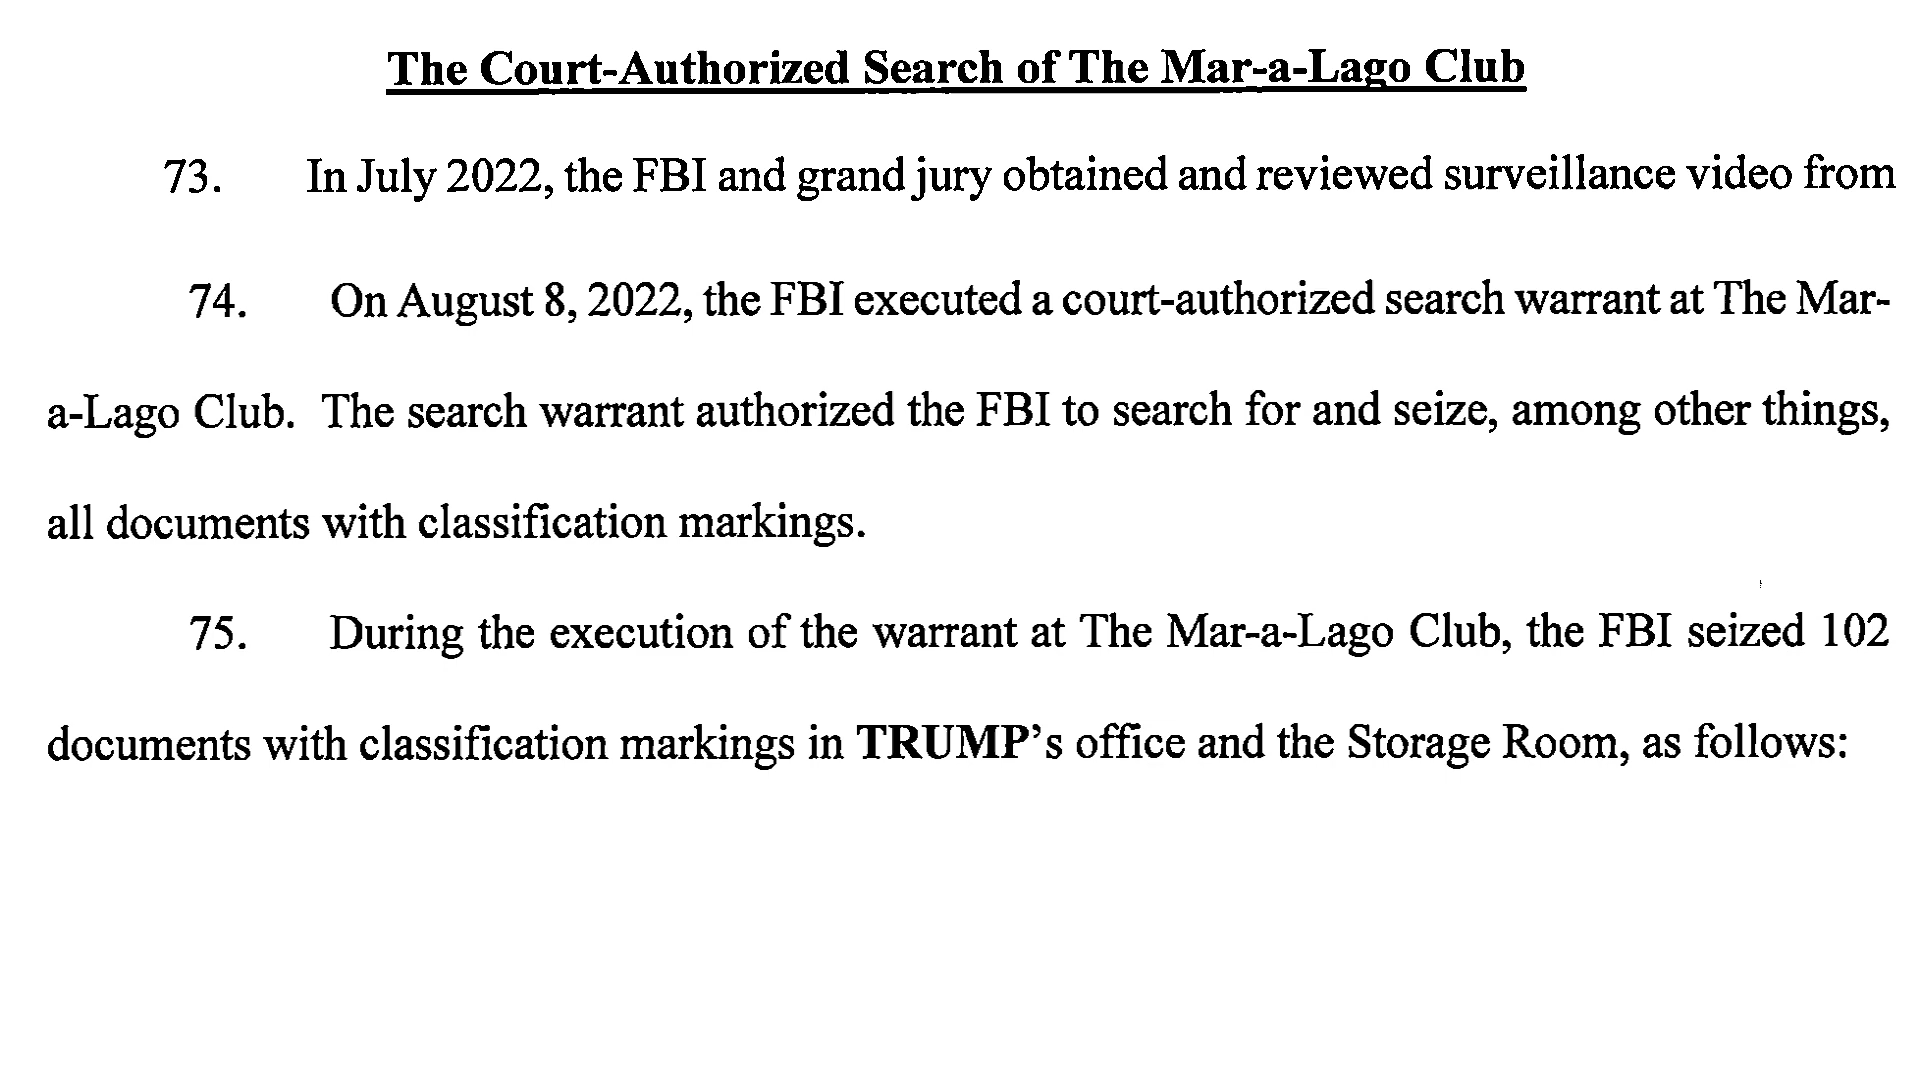 The Court-Authorized Search of The Mar-a-Lago Club
73. In July 2022, the FBI and grand jury obtained and reviewed surveillance video from
74. On August 8, 2022, the FBI executed a court-authorized search warrant at The Mar-
a-Lago Club. The search warrant authorized the FBI to search for and seize, among other things,
all documents with classification markings.
75. During the execution of the warrant at The Mar-a-Lago Club, the FBI seized 102
documents with classification markings in TRUMP's office and the Storage Room, as follows: